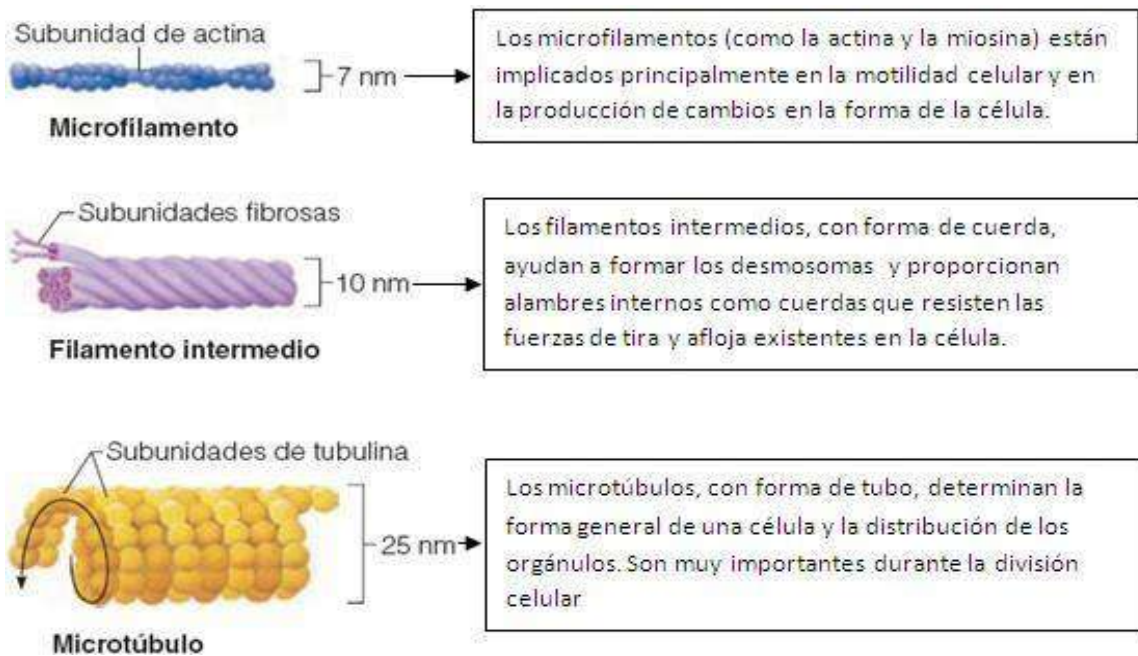 Subunidad de actina
7 nm
Microfilamento
Los microfilamentos (como la actina y la miosina) están
implicados principalmente en la motilidad celular y en
la producción de cambios en la forma de la célula.
Subunidades fibrosas
10 nm
Filamento intermedio
Los filamentos intermedios, con forma de cuerda,
ayudan a formar los desmosomas y proporcionan
alambres internos como cuerdas que resisten las
fuerzas de tira y afloja existentes en la célula.
Subunidades de tubulina
25 nm
Microtúbulo
Los microtúbulos, con forma de tubo, determinan la
forma general de una célula y la distribución de los
orgánulos. Son muy importantes durante la división
celular